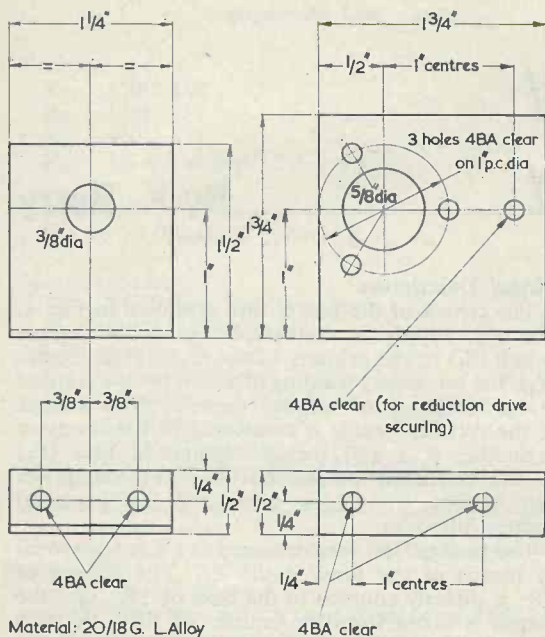 1 1/4"
1 3/4"
= =
1/2" 1" centres
3 holes 4BA clear
on 1" p.c.dia
5/8" dia
3/8" dia
1"
1 1/2"
1 3/4"
1"
3/8" 3/8"
4BA clear (for reduction drive
securing)
1/4"
1/2"
1/2"
1/4"
4BA clear
1/4" 1" centres
Material: 20/18 G. L.Alloy
4BA clear